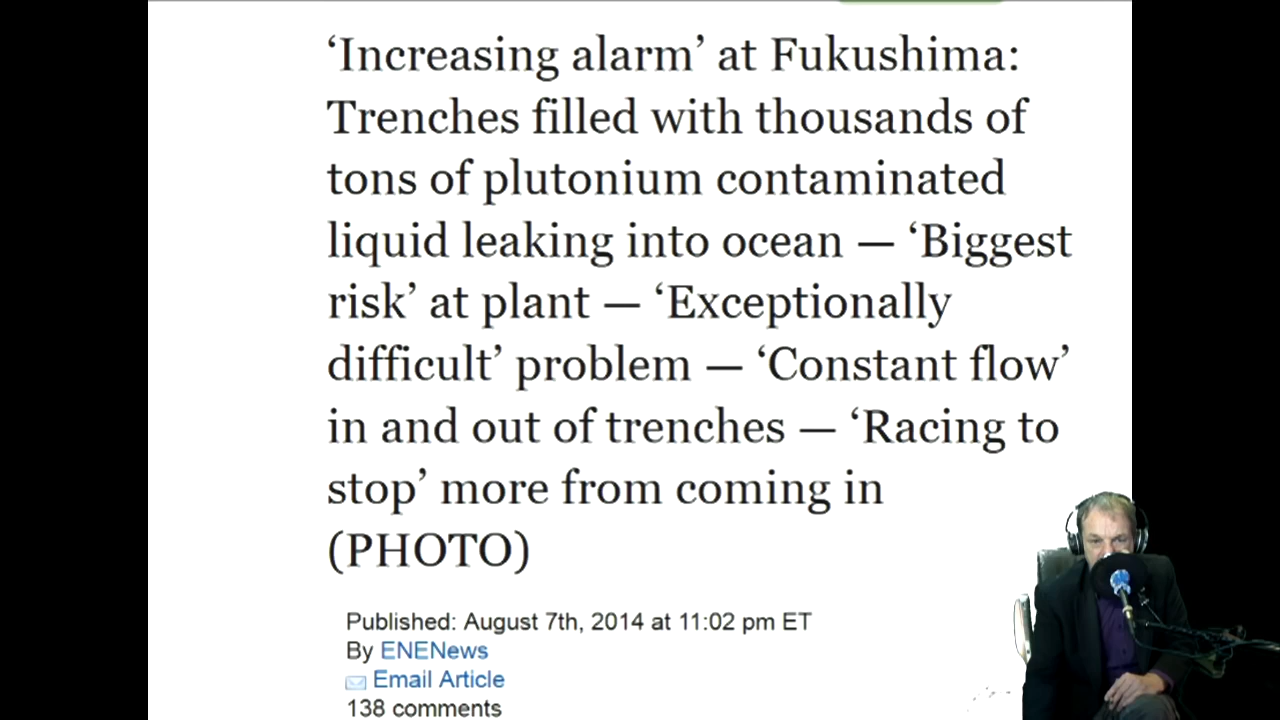 ‘Increasing alarm’ at Fukushima:
Trenches filled with thousands of
tons of plutonium contaminated
liquid leaking into ocean — ‘Biggest
risk’ at plant — ‘Exceptionally
difficult’ problem — ‘Constant flow’
in and out of trenches — ‘Racing to
stop’ more from coming in
(PHOTO)
Published: August 7th, 2014 at 11:02 pm ET
By ENENews
Email Article
138 comments